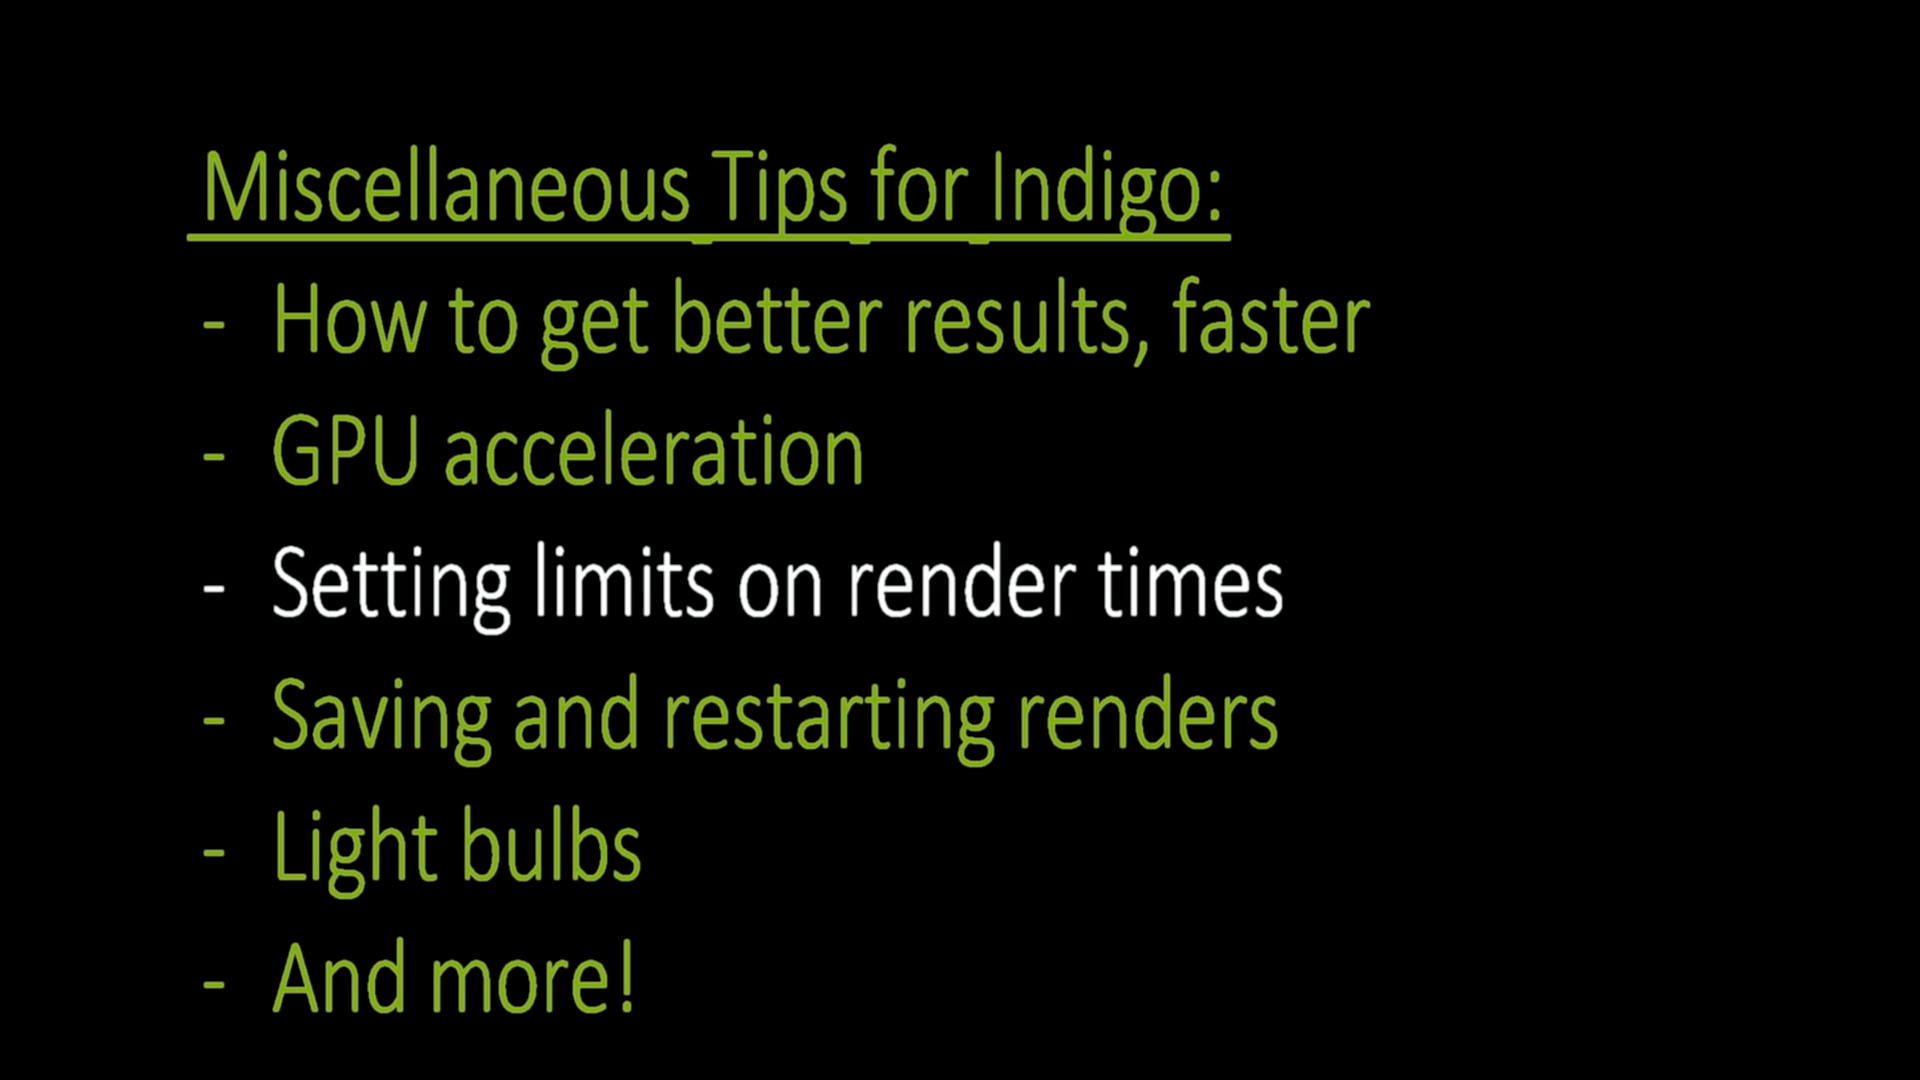 Miscellaneous Tips for Indigo:
- How to get better results, faster
- GPU acceleration
- Setting limits on render times
- Saving and restarting renders
- Light bulbs
- And more!